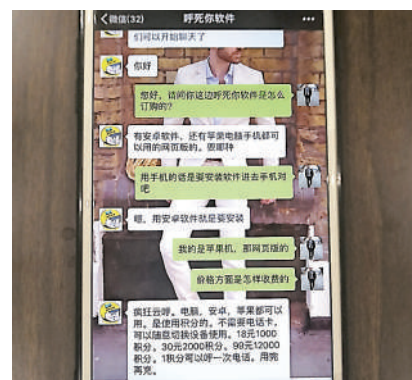 微信(32)
呼死你软件
们可以开始聊天了
你好
您好，请问你这边呼死你软件是怎么
订购的?
有安卓软件，还有苹果电脑手机都可
以用的网页版的。要哪种
用手机的话是要安装软件进去手机对
吧
嗯，用安卓软件就是要安装
我的是苹果机，那网页版的
价格方面是怎样收费的
疯狂云呼。电脑，安卓，苹果都可以
用。是使用积分的。不需要电话卡。
可以随意切换设备使用。18元1000
积分。30元2000积分。99元12000
积分。1积分可以呼一次电话。用完
再充。